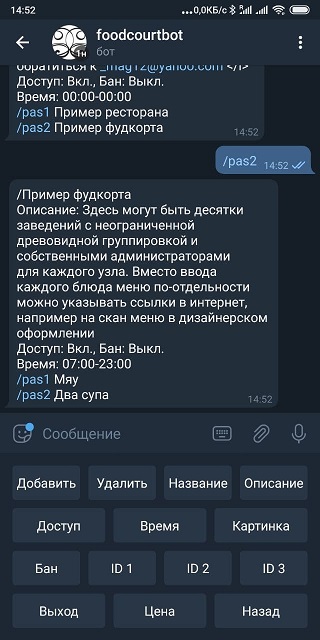 14:52
...0,0КБ/с
foodcourtbot
1н
бот
обратиться к _mag12@yahoo.com </i>
Доступ: Вкл., Бан: Выкл.
Время: 00:00-00:00
/pas1 Пример ресторана
/pas2 Пример фудкорта
14:52
/pas2 14:52
/Пример фудкорта
Описание: Здесь могут быть десятки
заведений с неограниченной
древовидной группировкой и
собственными администраторами
для каждого узла. Вместо ввода
каждого блюда меню по-отдельности
можно указывать ссылки в интернет,
например на скан меню в дизайнерском
оформлении
Доступ: Вкл., Бан: Выкл.
Время: 07:00-23:00
/pas1 Мяу
/pas2 Два супа
14:52
Сообщение
Добавить Удалить Название Описание
Доступ Время Картинка
Бан ID 1 ID 2 ID 3
Выход Цена Назад